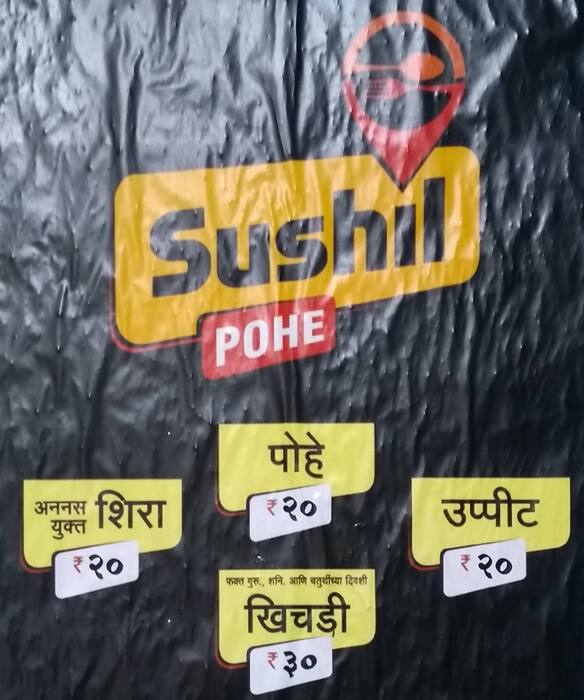 Sushil
POHE
पोहे
₹२०
अननस
युक्त शिरा
₹२०
उप्पीट
₹२०
फक्त गुरू., शनि. आणि चतुर्थीच्या दिवशी
खिचडी
₹३०